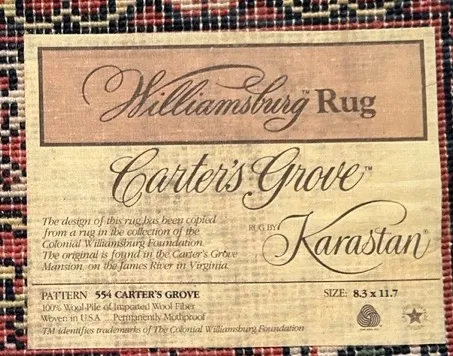 Williamsburg™ Rug
Carter's Grove™
The design of this rug has been copied
from a rug in the collection of the
Colonial Williamsburg Foundation.
The original is found in the Carter's Grove
Mansion, on the James River in Virginia.
RUG BY Karastan®
PATTERN 554 CARTER'S GROVE SIZE: 8.3 x 11.7
100% Wool Pile of Imported Wool Fiber
Woven in U.S.A. Permanently Mothproof
TM identifies trademarks of The Colonial Williamsburg Foundation